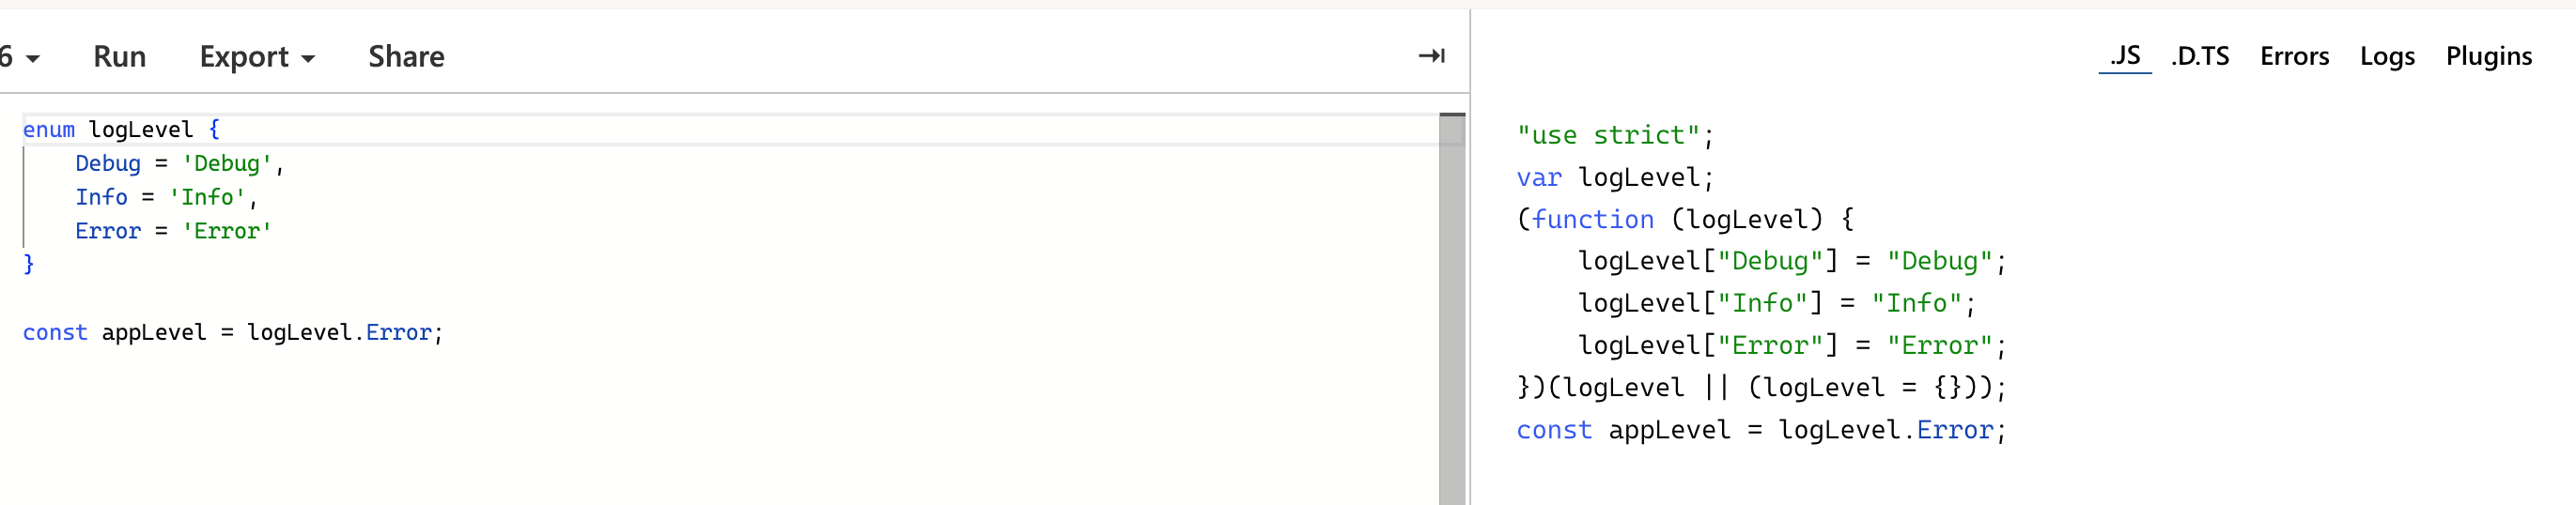 6 Run Export Share
enum logLevel {
    Debug = 'Debug',
    Info = 'Info',
    Error = 'Error'
}
const appLevel = logLevel.Error;
.JS .D.TS Errors Logs Plugins
"use strict";
var logLevel;
(function (logLevel) {
    logLevel["Debug"] = "Debug";
    logLevel["Info"] = "Info";
    logLevel["Error"] = "Error";
})(logLevel || (logLevel = {}));
const appLevel = logLevel.Error;